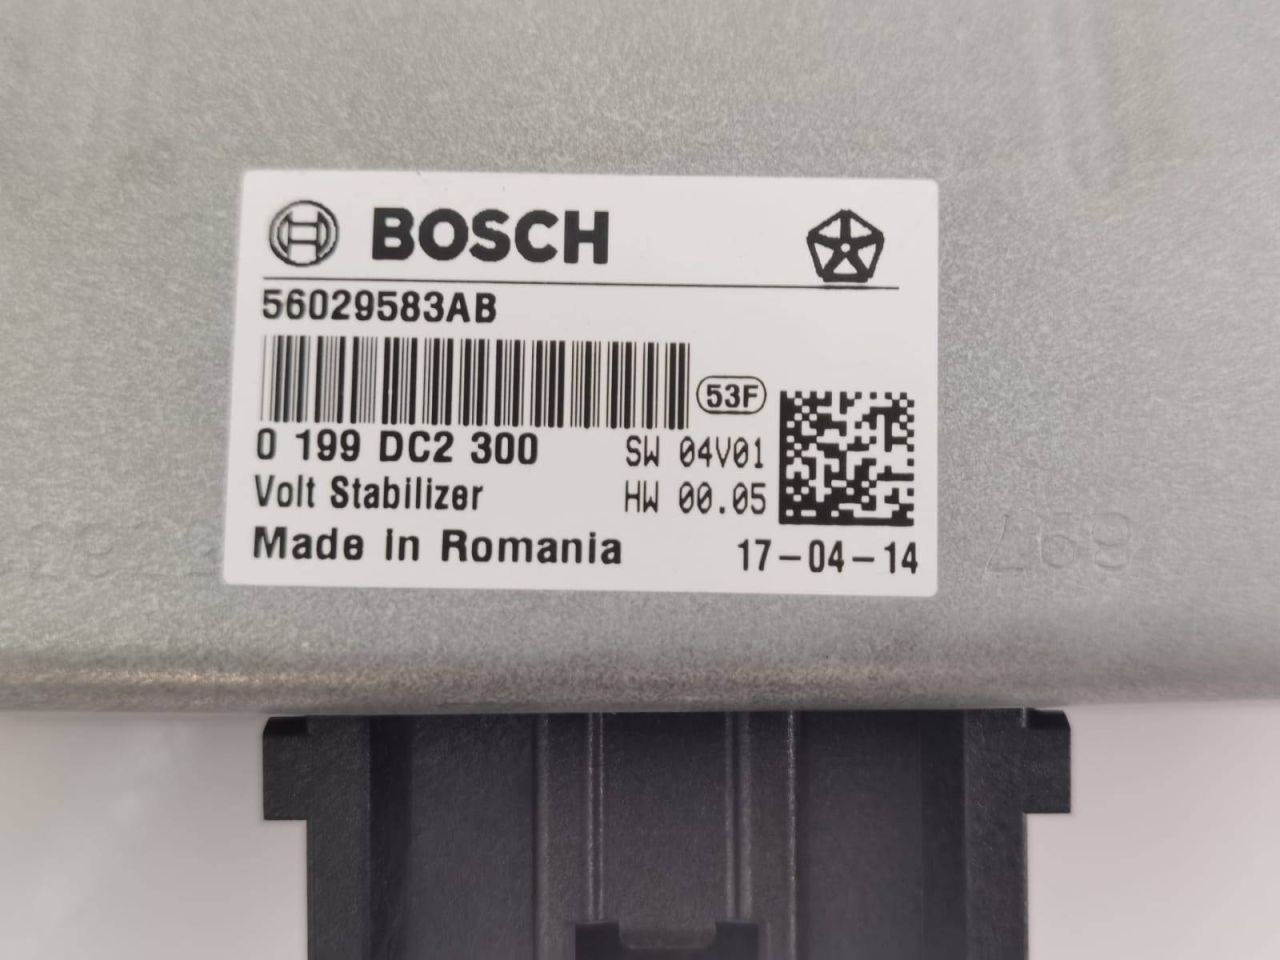 BOSCH
56029583AB
53F
0 199 DC2 300
SW 04V01
Volt Stabilizer
HW 00.05
Made in Romania
17-04-14